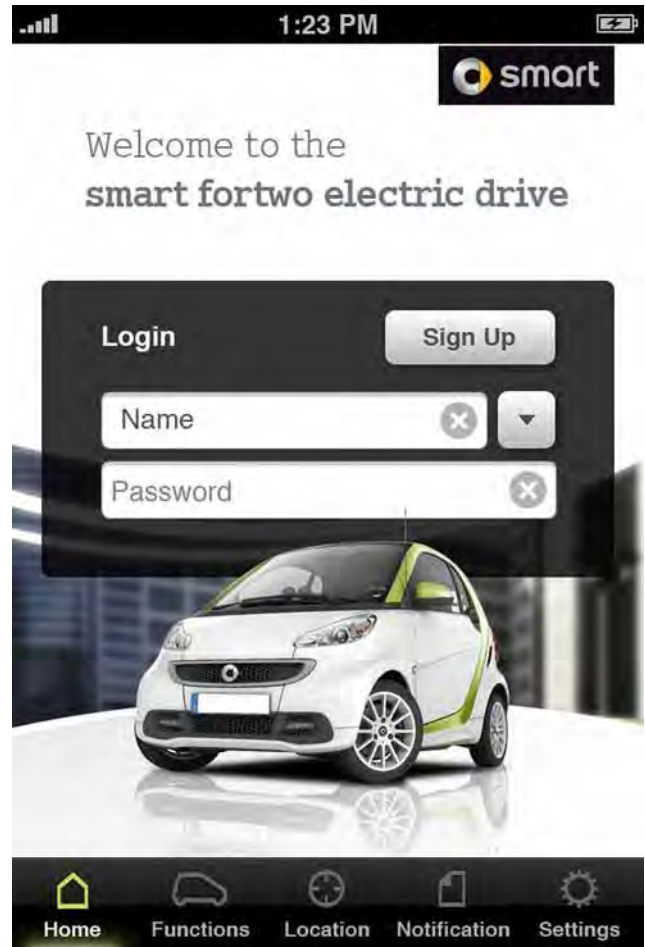 1:23 PM
smart
Welcome to the
smart fortwo electric drive
Login
Sign Up
Name
Password
Home Functions Location Notification Settings